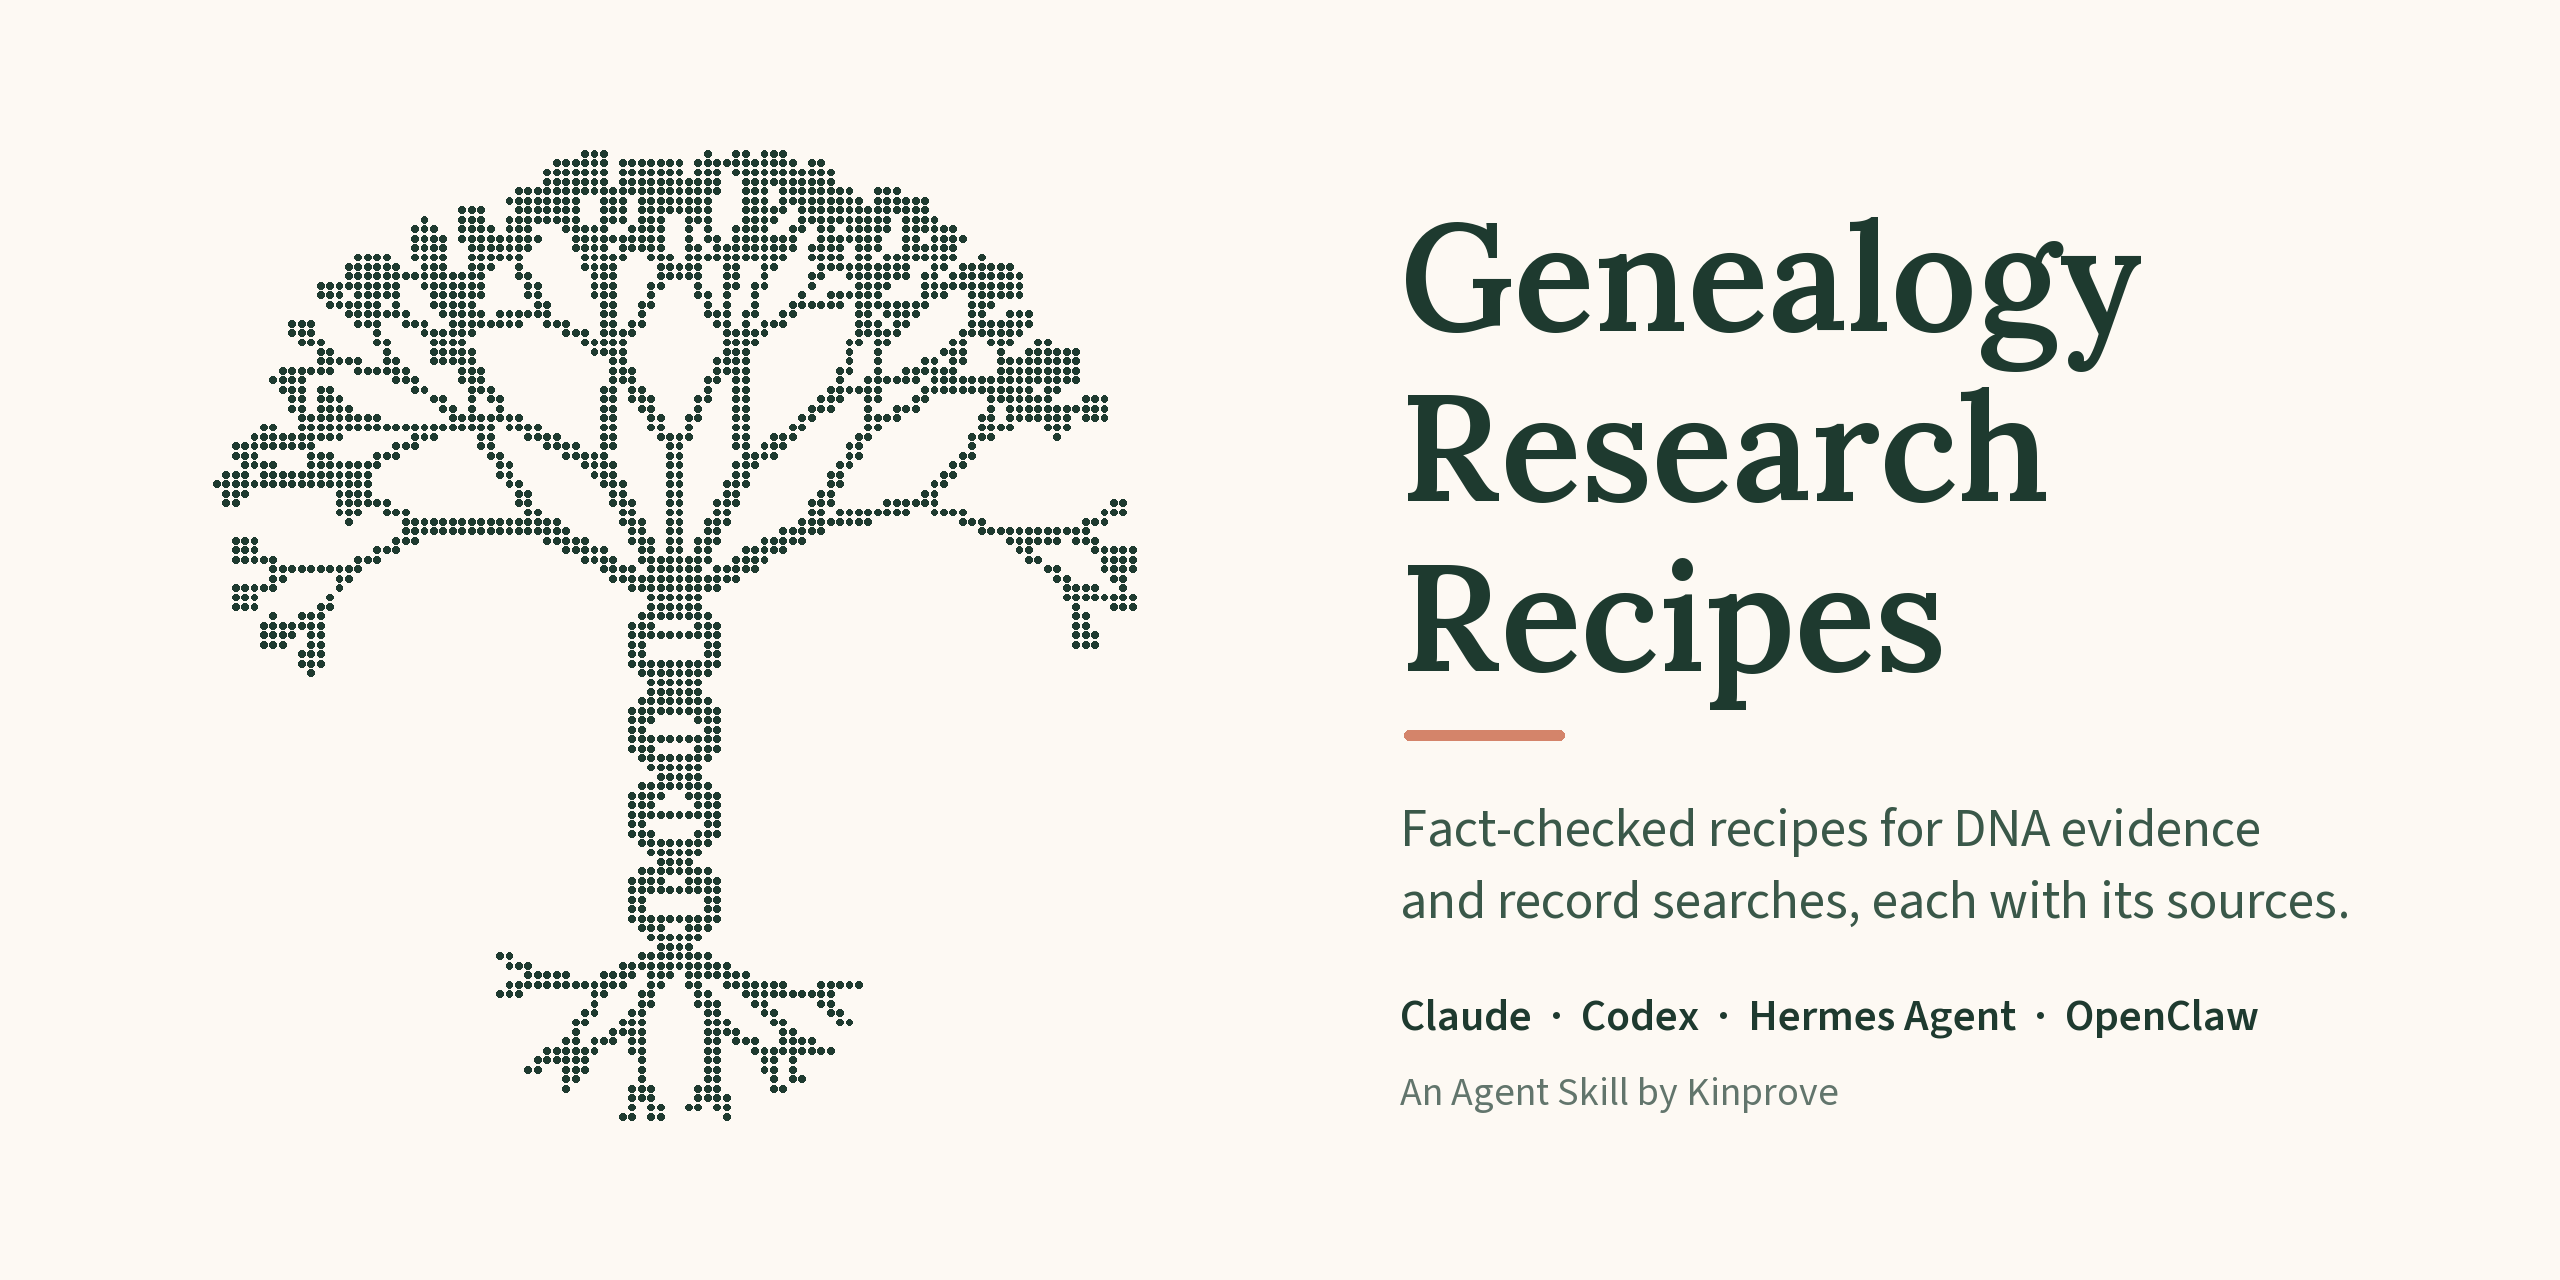 Genealogy
Research
Recipes
Fact-checked recipes for DNA evidence
and record searches, each with its sources.
Claude · Codex · Hermes Agent · OpenClaw
An Agent Skill by Kinprove